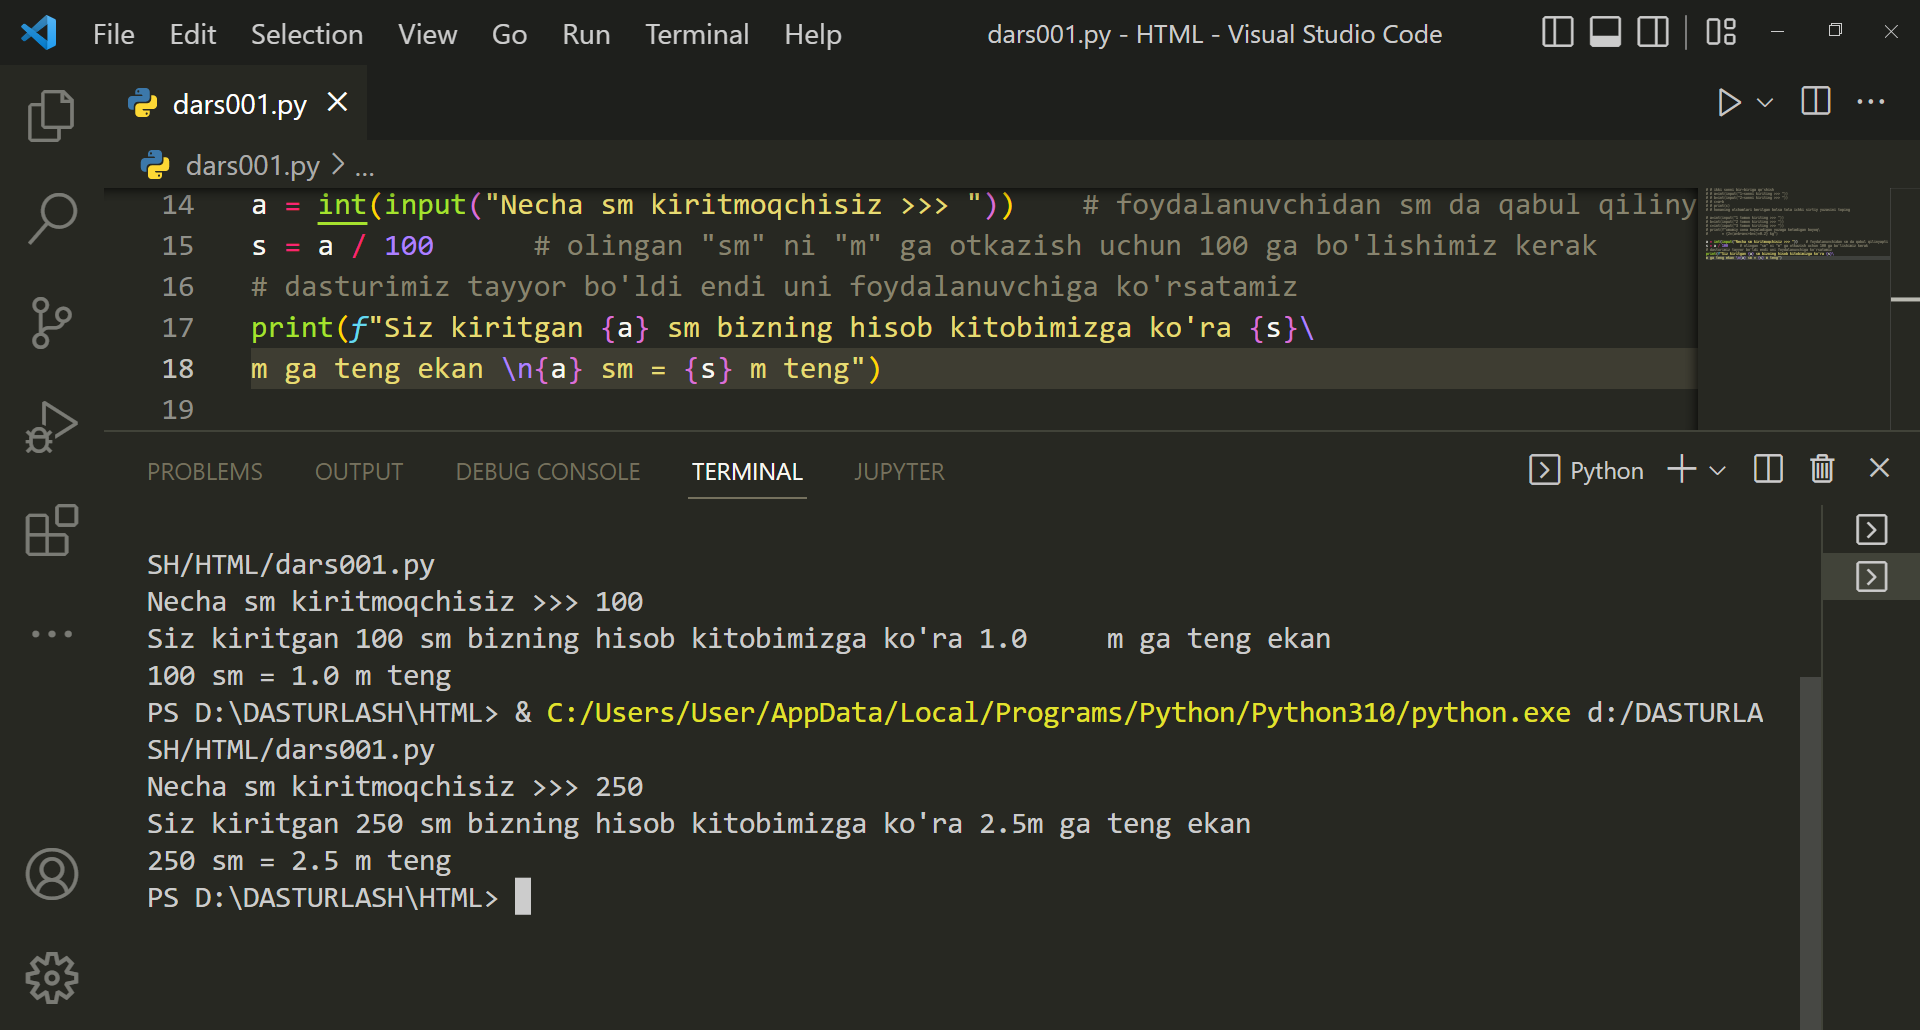 File Edit Selection View Go Run Terminal Help dars001.py - HTML - Visual Studio Code
dars001.py
dars001.py > ...
14 a = int(input("Necha sm kiritmoqchisiz >>> ")) # foydalanuvchidan sm da qabul qiliny
15 s = a / 100 # olingan "sm" ni "m" ga otkazish uchun 100 ga bo'lishimiz kerak
16 # dasturimiz tayyor bo'ldi endi uni foydalanuvchiga ko'rsatamiz
17 print(f"Siz kiritgan {a} sm bizning hisob kitobimizga ko'ra {s}\
18 m ga teng ekan \n{a} sm = {s} m teng")
19
PROBLEMS OUTPUT DEBUG CONSOLE TERMINAL JUPYTER Python
SH/HTML/dars001.py
Necha sm kiritmoqchisiz >>> 100
Siz kiritgan 100 sm bizning hisob kitobimizga ko'ra 1.0     m ga teng ekan
100 sm = 1.0 m teng
PS D:\DASTURLASH\HTML> & C:/Users/User/AppData/Local/Programs/Python/Python310/python.exe d:/DASTURLA
SH/HTML/dars001.py
Necha sm kiritmoqchisiz >>> 250
Siz kiritgan 250 sm bizning hisob kitobimizga ko'ra 2.5m ga teng ekan
250 sm = 2.5 m teng
PS D:\DASTURLASH\HTML>